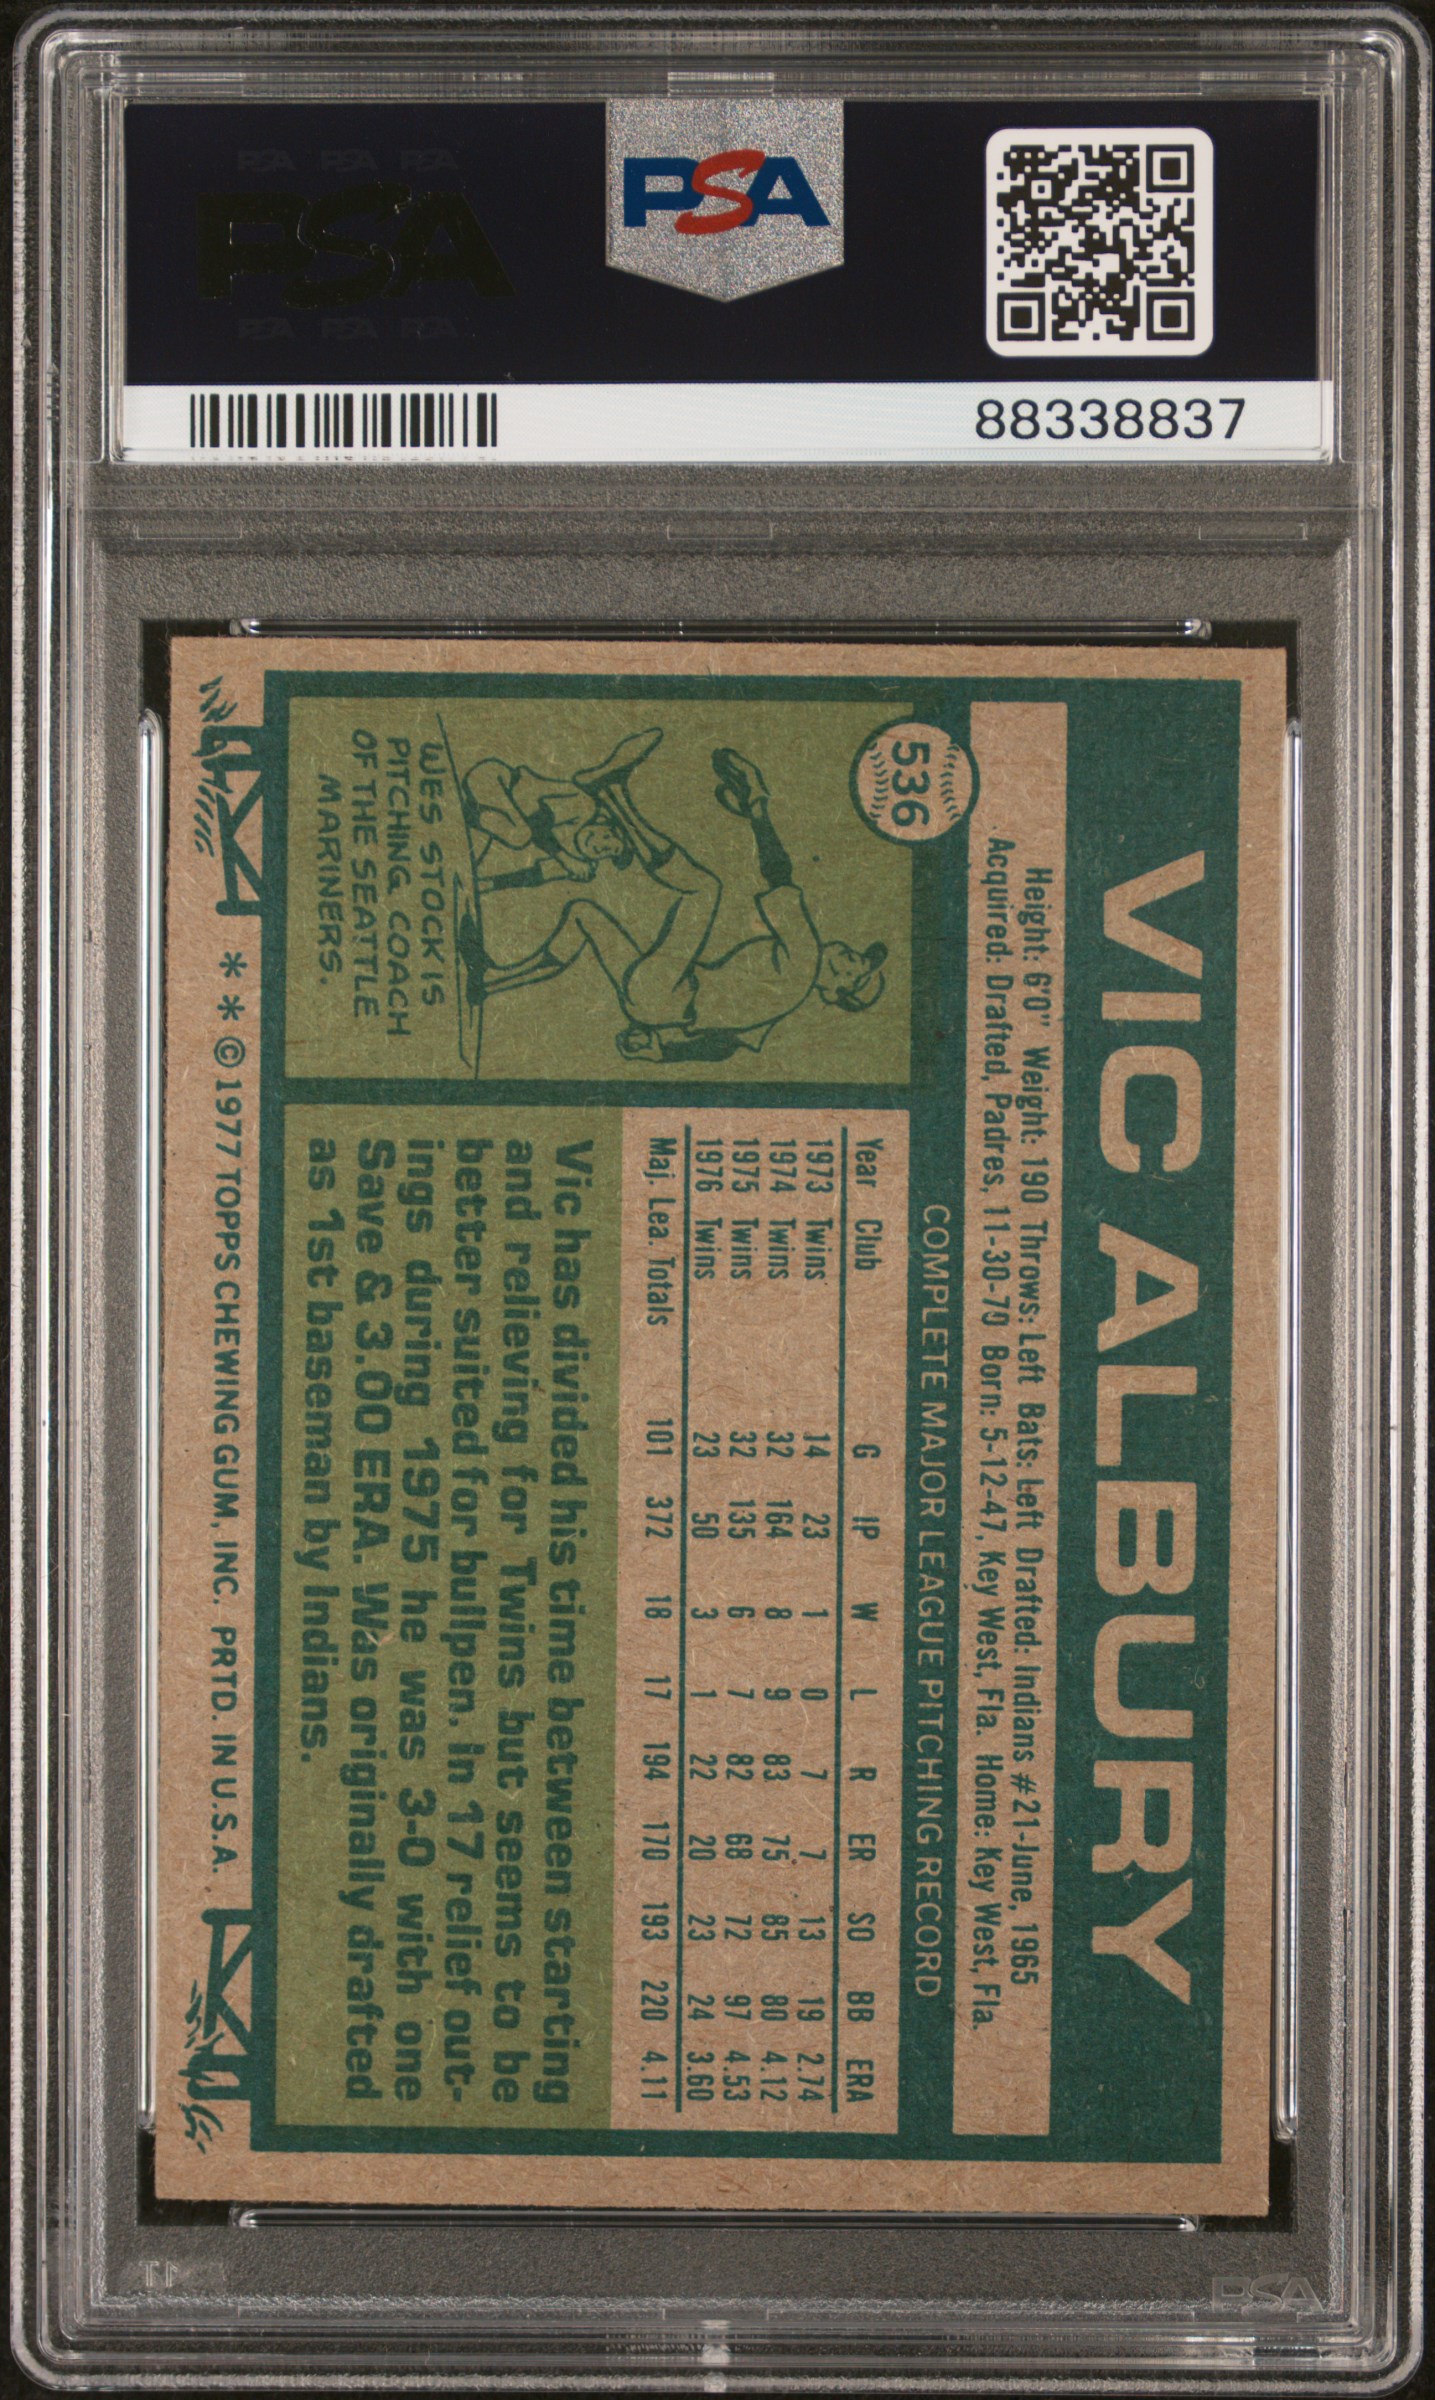 PSA PSA PSA
PSA
PSA PSA PSA
PSA
88338837
VIC ALBURY
Height: 6'0" Weight: 190 Throws: Left Bats: Left Drafted: Indians #21-June, 1965
Acquired: Drafted, Padres, 11-30-70 Born: 5-12-47, Key West, Fla. Home: Key West, Fla.
536
WES STOCK IS
PITCHING COACH
OF THE SEATTLE
MARINERS.
COMPLETE MAJOR LEAGUE PITCHING RECORD
Year Club G IP W L R ER SO BB ERA
1973 Twins 14 23 1 0 7 7 13 19 2.74
1974 Twins 32 164 8 9 83 75 85 80 4.12
1975 Twins 32 135 6 7 82 68 72 97 4.53
1976 Twins 23 50 3 1 22 20 23 24 3.60
Maj. Lea. Totals 101 372 18 17 194 170 193 220 4.11
Vic has divided his time between starting
and relieving for Twins but seems to be
better suited for bullpen. In 17 relief out-
ings during 1975 he was 3-0 with one
Save & 3.00 ERA. Was originally drafted
as 1st baseman by Indians.
* * © 1977 TOPPS CHEWING GUM, INC. PRTD. IN U.S.A.
PSA